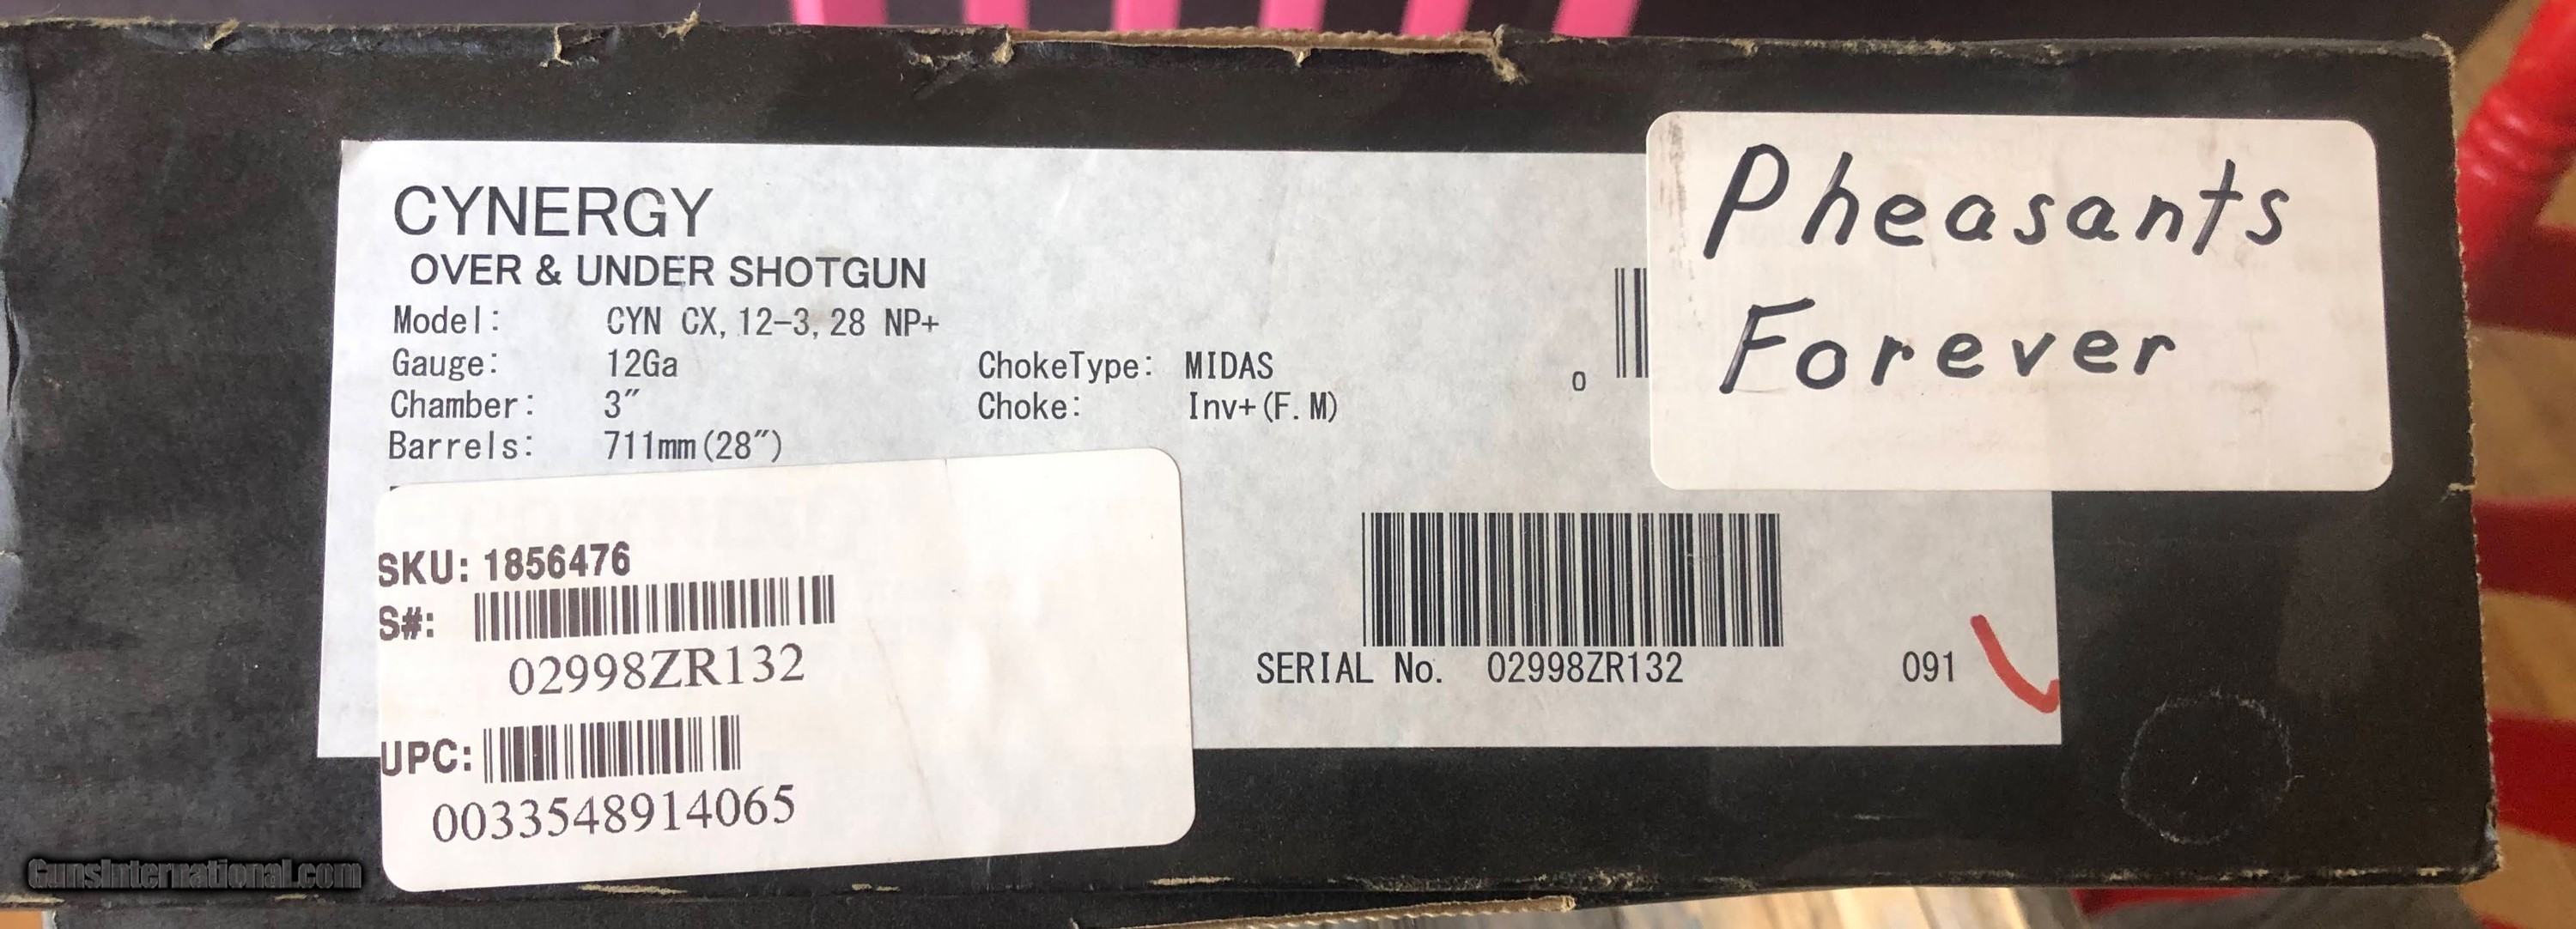 CYNERGY
OVER & UNDER SHOTGUN
Model: CYN CX, 12-3, 28 NP+
Gauge: 12Ga ChokeType: MIDAS
Chamber: 3" Choke: Inv+(F.M)
Barrels: 711mm(28")
0
Pheasants
Forever
SKU: 1856476
S#:
02998ZR132
UPC:
0033548914065
SERIAL No. 02998ZR132 091
GunsInternational.com